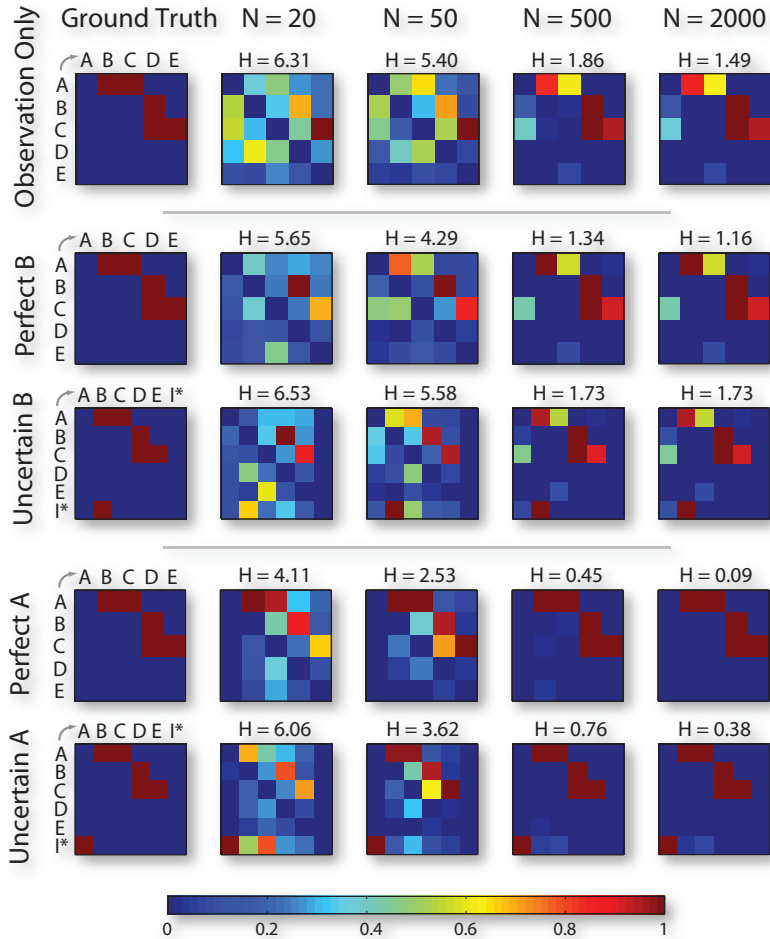 Ground Truth N = 20 N = 50 N = 500 N = 2000
Observation Only
A B C D E H = 6.31 H = 5.40 H = 1.86 H = 1.49
A
B
C
D
E
Perfect B
A B C D E H = 5.65 H = 4.29 H = 1.34 H = 1.16
A
B
C
D
E
Uncertain B
A B C D E I* H = 6.53 H = 5.58 H = 1.73 H = 1.73
A
B
C
D
E
I*
Perfect A
A B C D E H = 4.11 H = 2.53 H = 0.45 H = 0.09
A
B
C
D
E
Uncertain A
A B C D E I* H = 6.06 H = 3.62 H = 0.76 H = 0.38
A
B
C
D
E
I*
0 0.2 0.4 0.6 0.8 1